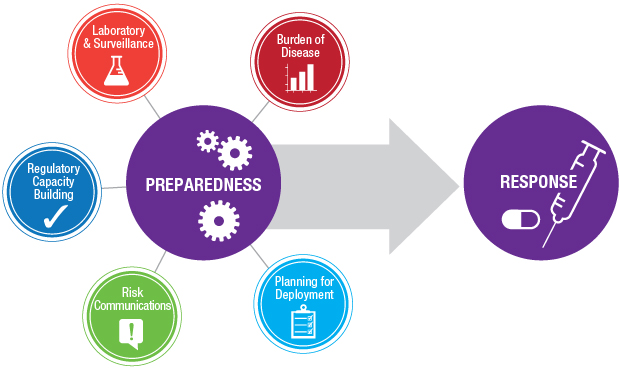 Laboratory
& Surveillance
Burden of
Disease
Regulatory
Capacity
Building
PREPAREDNESS
RESPONSE
Risk
Communications
Planning for
Deployment